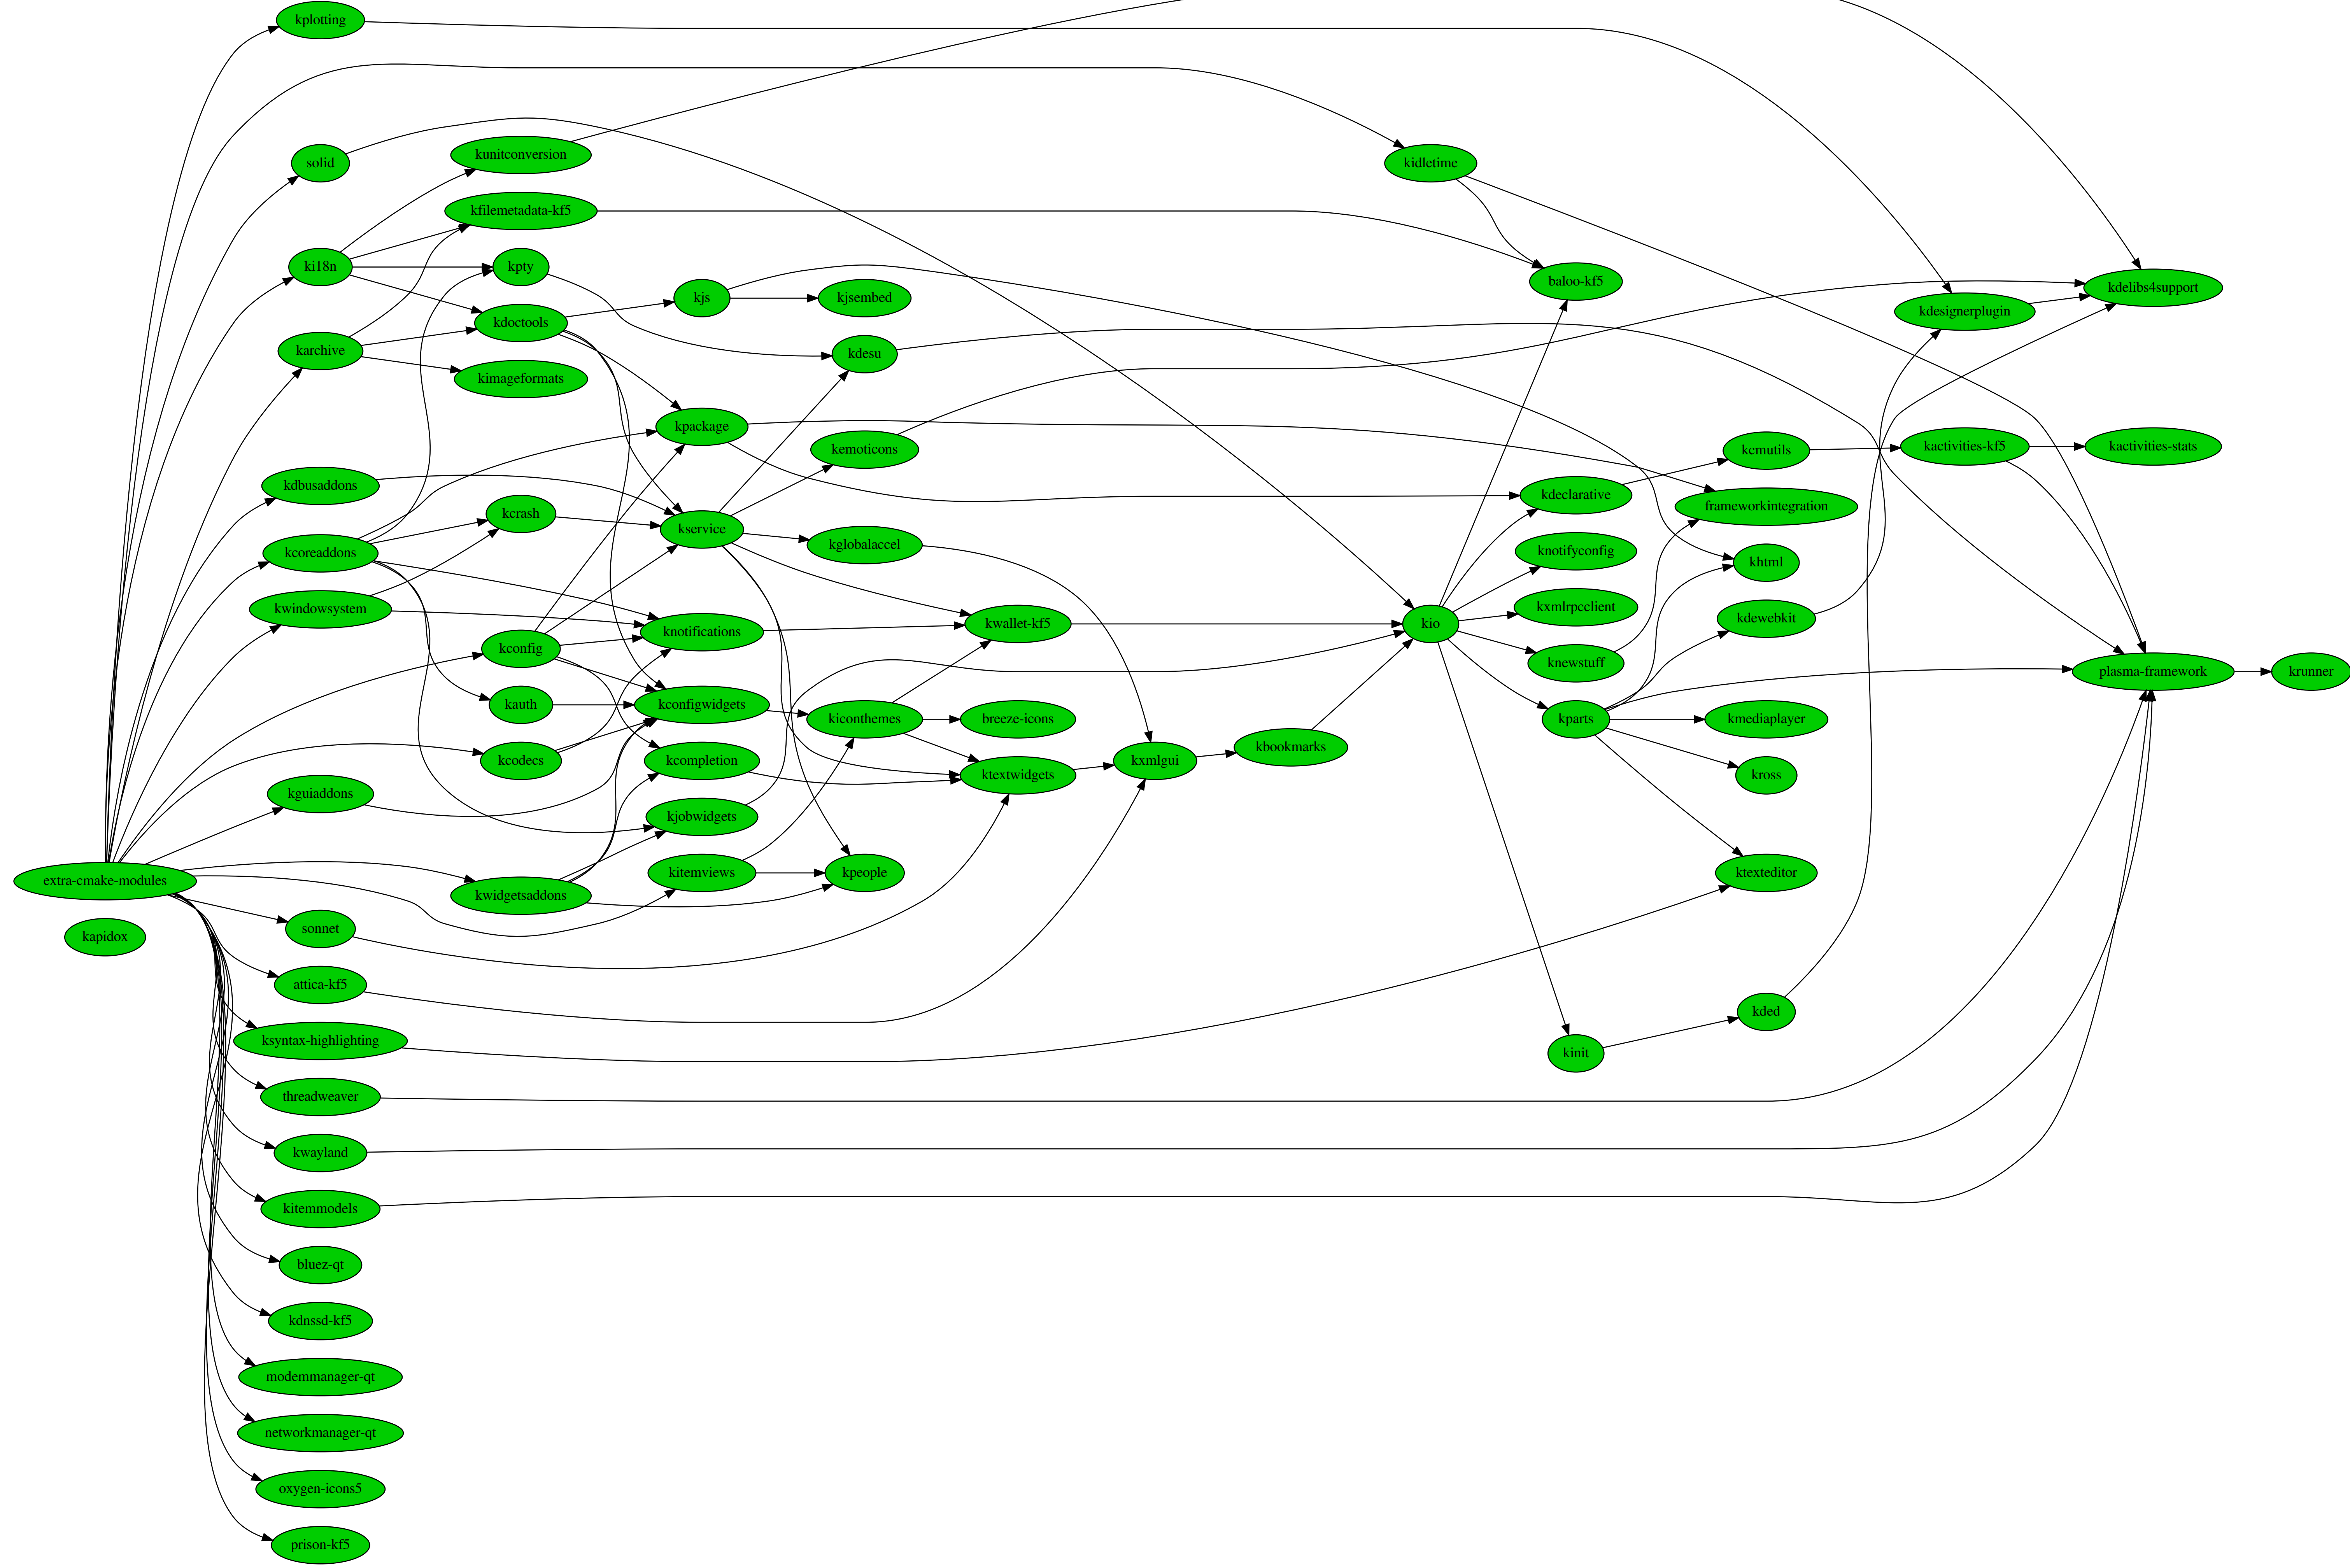 kplotting
solid
kunitconversion
kidletime
kfilemetadata-kf5
ki18n
kpty
baloo-kf5
kdelibs4support
kjs
kjsembed
kdesignerplugin
kdoctools
karchive
kdesu
kimageformats
kpackage
kemoticons
kcmutils
kactivities-kf5
kactivities-stats
kdbusaddons
kdeclarative
frameworkintegration
kcrash
kservice
kglobalaccel
kcoreaddons
knotifyconfig
khtml
kwindowsystem
kxmlrpcclient
kdewebkit
knotifications
kwallet-kf5
kio
kconfig
knewstuff
plasma-framework
krunner
kauth
kconfigwidgets
kiconthemes
breeze-icons
kparts
kmediaplayer
kcodecs
kcompletion
ktextwidgets
kxmlgui
kbookmarks
kross
kguiaddons
kjobwidgets
extra-cmake-modules
kwidgetsaddons
kitemviews
kpeople
ktexteditor
kapidox
sonnet
attica-kf5
kded
ksyntax-highlighting
kinit
threadweaver
kwayland
kitemmodels
bluez-qt
kdnssd-kf5
modemmanager-qt
networkmanager-qt
oxygen-icons5
prison-kf5